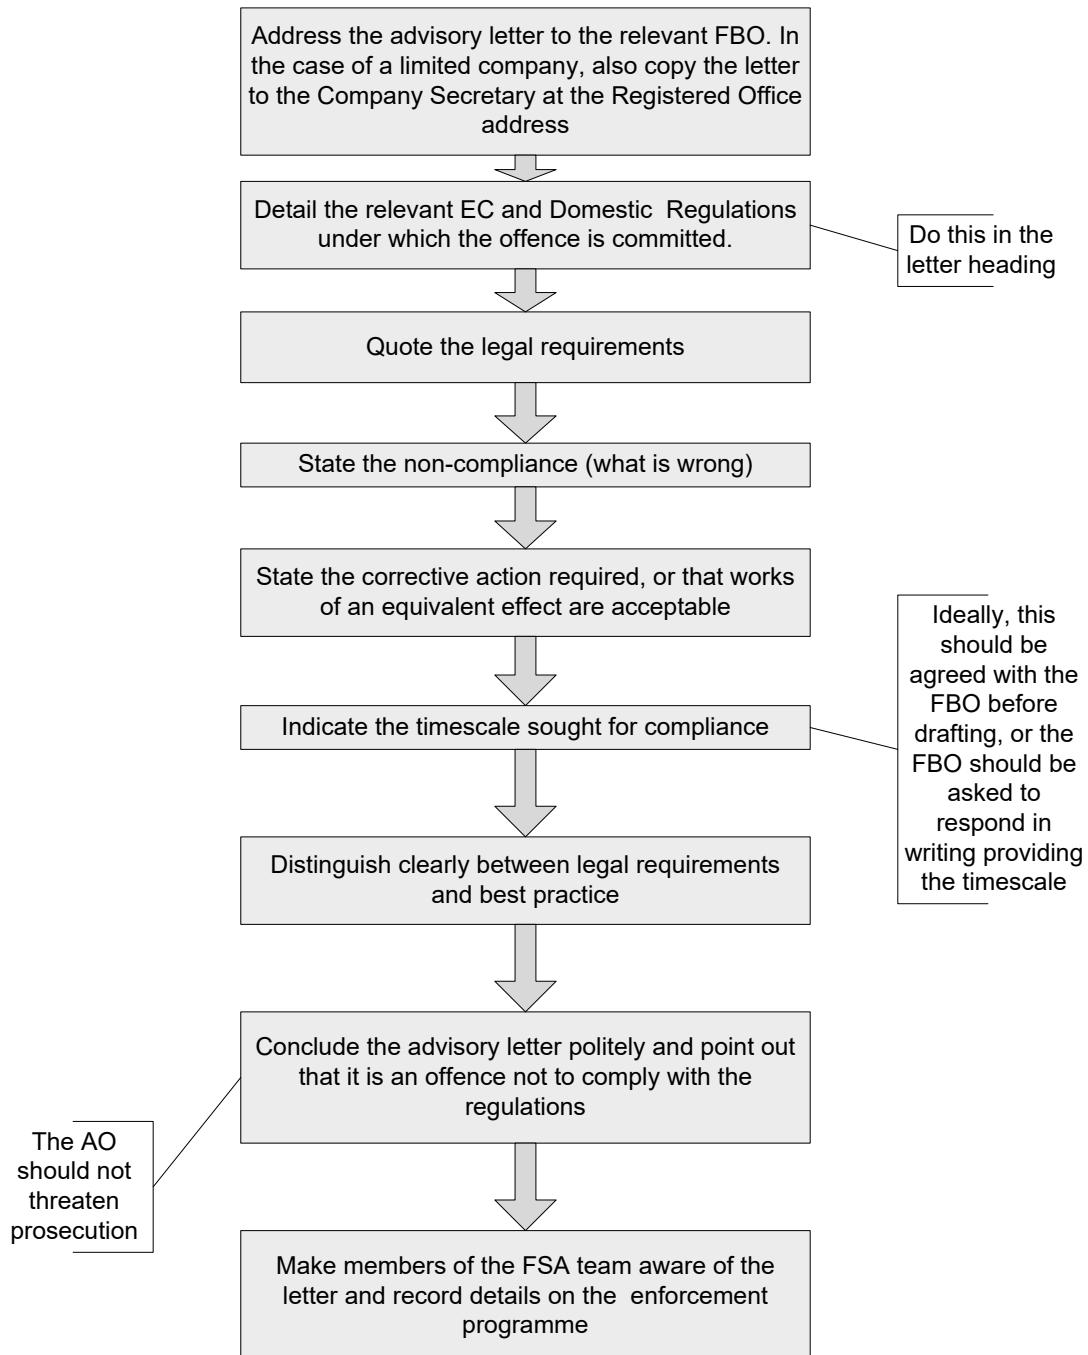 Address the advisory letter to the relevant FBO. In
the case of a limited company, also copy the letter
to the Company Secretary at the Registered Office
address
Detail the relevant EC and Domestic Regulations
under which the offence is committed.
Do this in the
letter heading
Quote the legal requirements
State the non-compliance (what is wrong)
State the corrective action required, or that works
of an equivalent effect are acceptable
Indicate the timescale sought for compliance
Ideally, this
should be
agreed with the
FBO before
drafting, or the
FBO should be
asked to
respond in
writing providing
the timescale
Distinguish clearly between legal requirements
and best practice
Conclude the advisory letter politely and point out
that it is an offence not to comply with the
regulations
The AO
should not
threaten
prosecution
Make members of the FSA team aware of the
letter and record details on the enforcement
programme